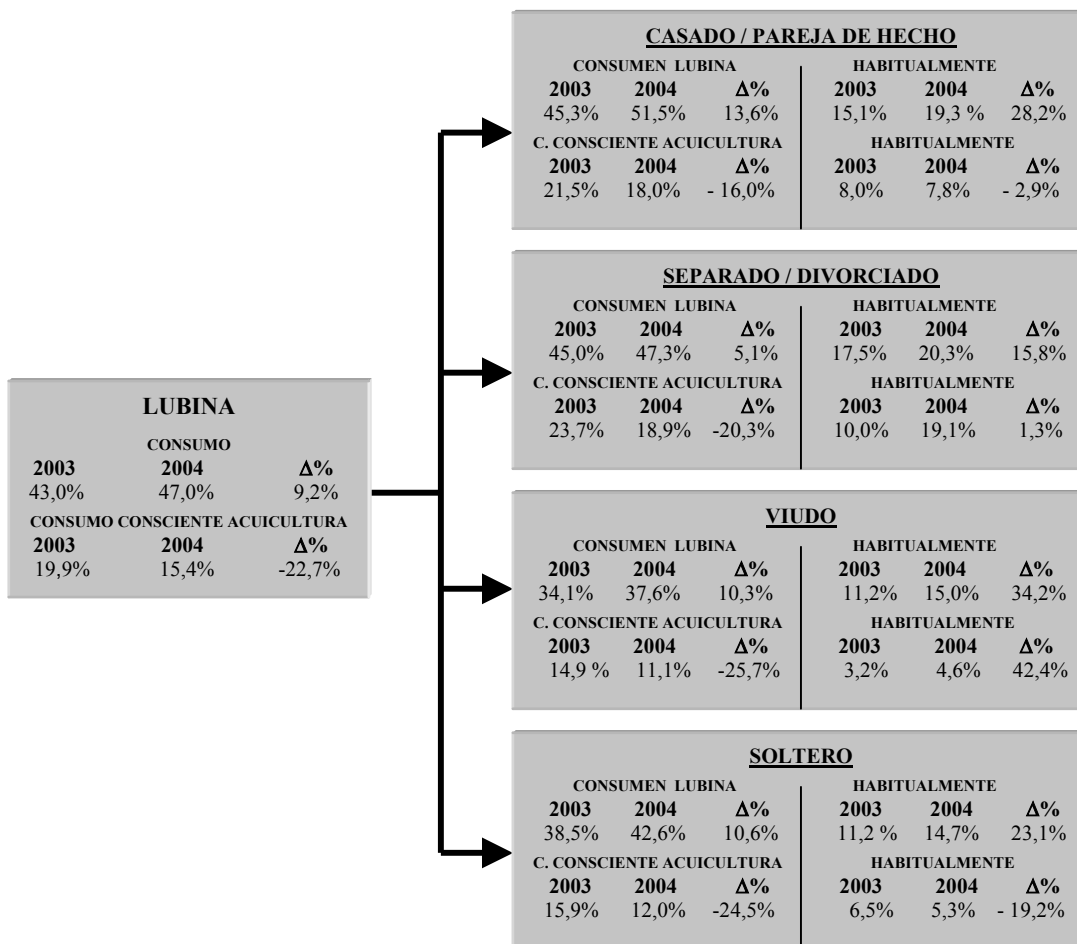 LUBINA
CONSUMO
2003 2004 Δ%
43,0% 47,0% 9,2%
CONSUMO CONSCIENTE ACUICULTURA
2003 2004 Δ%
19,9% 15,4% -22,7%
CASADO / PAREJA DE HECHO
CONSUMEN LUBINA
2003 2004 Δ%
45,3% 51,5% 13,6%
C. CONSCIENTE ACUICULTURA
2003 2004 Δ%
21,5% 18,0% - 16,0%
HABITUALMENTE
2003 2004 Δ%
15,1% 19,3 % 28,2%
HABITUALMENTE
2003 2004 Δ%
8,0% 7,8% - 2,9%
SEPARADO / DIVORCIADO
CONSUMEN LUBINA
2003 2004 Δ%
45,0% 47,3% 5,1%
C. CONSCIENTE ACUICULTURA
2003 2004 Δ%
23,7% 18,9% -20,3%
HABITUALMENTE
2003 2004 Δ%
17,5% 20,3% 15,8%
HABITUALMENTE
2003 2004 Δ%
10,0% 19,1% 1,3%
VIUDO
CONSUMEN LUBINA
2003 2004 Δ%
34,1% 37,6% 10,3%
C. CONSCIENTE ACUICULTURA
2003 2004 Δ%
14,9 % 11,1% -25,7%
HABITUALMENTE
2003 2004 Δ%
11,2% 15,0% 34,2%
HABITUALMENTE
2003 2004 Δ%
3,2% 4,6% 42,4%
SOLTERO
CONSUMEN LUBINA
2003 2004 Δ%
38,5% 42,6% 10,6%
C. CONSCIENTE ACUICULTURA
2003 2004 Δ%
15,9% 12,0% -24,5%
HABITUALMENTE
2003 2004 Δ%
11,2 % 14,7% 23,1%
HABITUALMENTE
2003 2004 Δ%
6,5% 5,3% - 19,2%